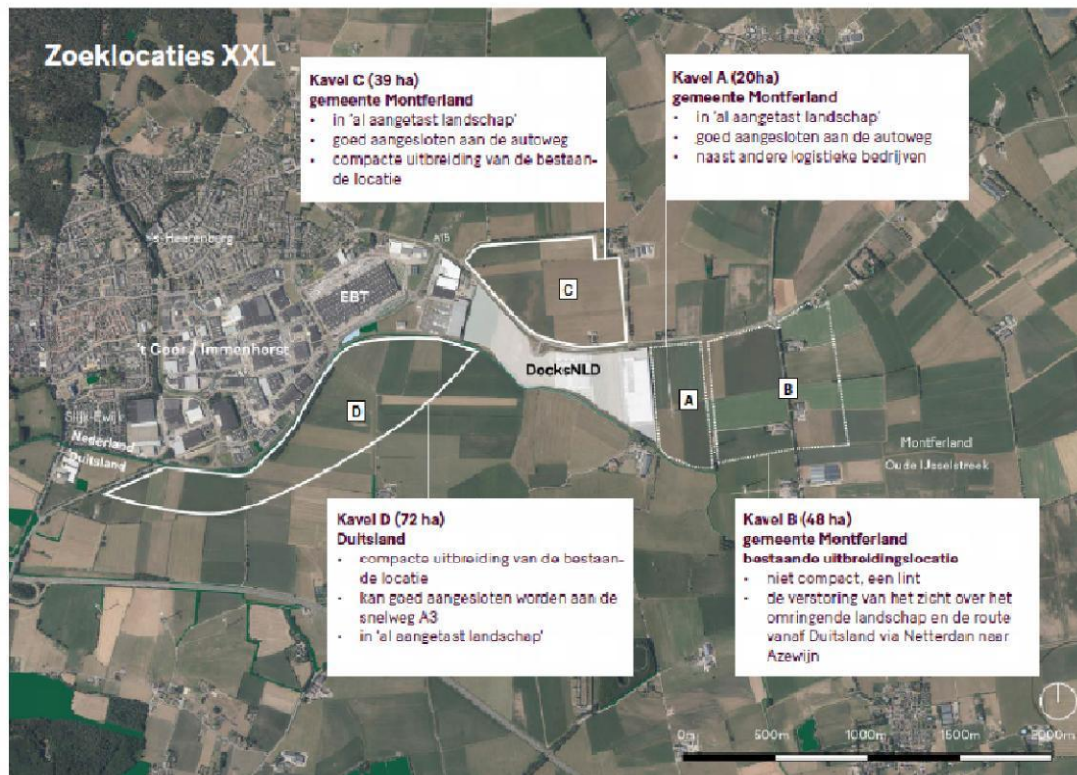 Zoeklocaties XXL
Kavel C (39 ha)
gemeente Montferland
• in 'al aangetast landschap'
• goed aangesloten aan de autoweg
• compacte uitbreiding van de bestaan-
de locatie
Kavel A (20ha)
gemeente Montferland
• in 'al aangetast landschap'
• goed aangesloten aan de autoweg
• naast andere logistieke bedrijven
's-Heerenberg
EBT
C
't Goor / Immenhorst
DocksNLD
D
A
B
Nederland
Duitsland
Montferland
Oude IJsselstreek
Kavel D (72 ha)
Duitsland
• compacte uitbreiding van de bestaan-
de locatie
• kan goed aangesloten worden aan de
snelweg A3
• in 'al aangetast landschap'
Kavel B (48 ha)
gemeente Montferland
bestaande uitbreidingslocatie
• niet compact, een lint
• de verstoring van het zicht over het
omringende landschap en de route
vanaf Duitsland via Netterdan naar
Azewijn
0m 500m 1000m 1500m 2000m